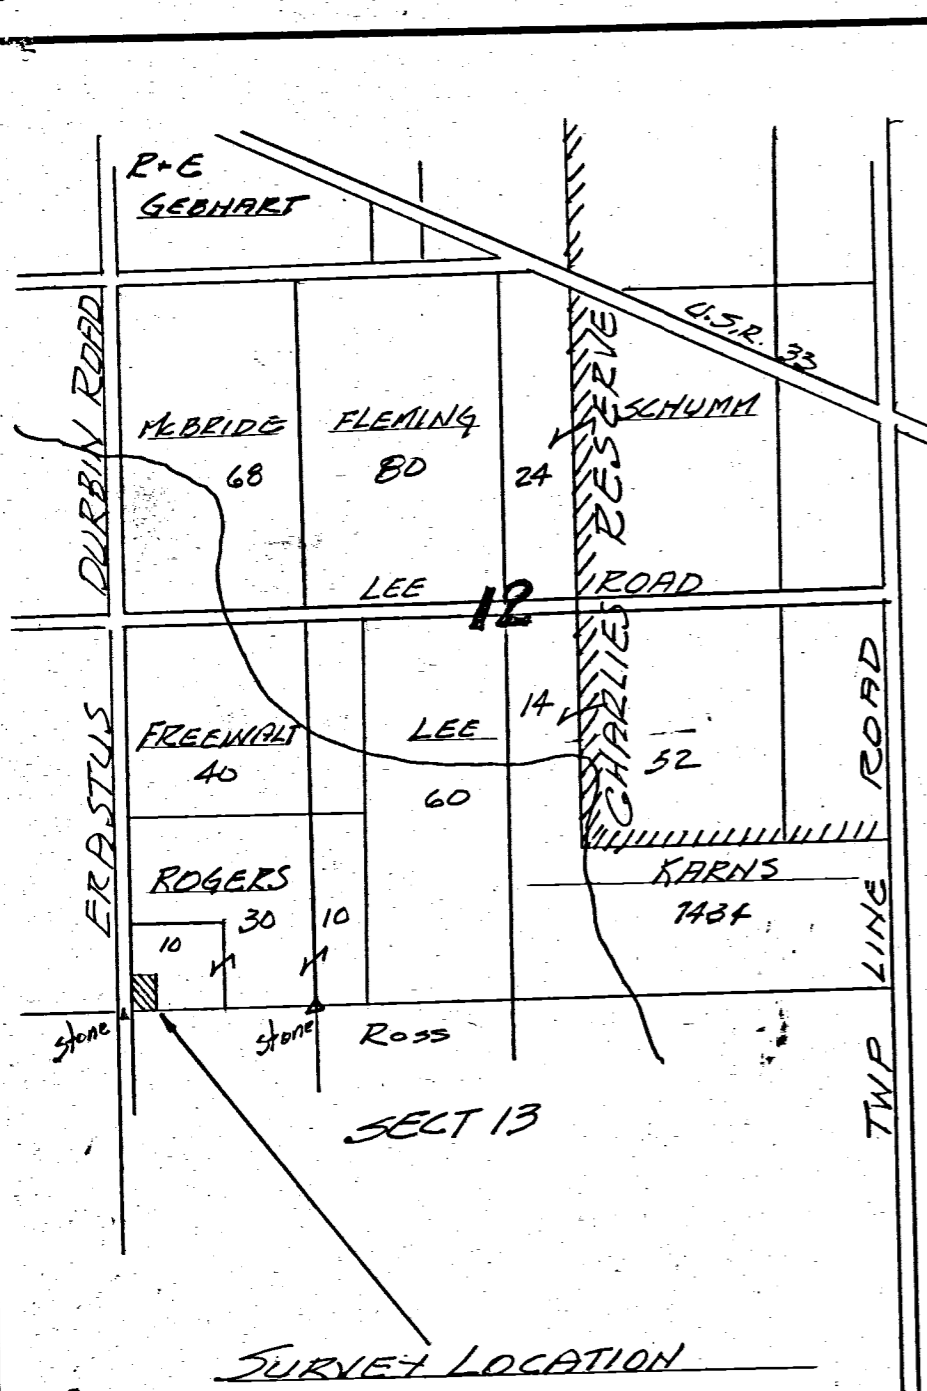 R+E
GEBHART
U.S.R. 33
ERASTUS DURBIN ROAD
McBRIDE
68
FLEMING
80
24
SCHUMM
CHARLIES RESERVE
LEE ROAD
12
FREEWALT
40
LEE
60
14
52
TWP LINE ROAD
ROGERS
30
10
10
KARNS
stone
stone
Ross
SECT 13
SURVEY LOCATION